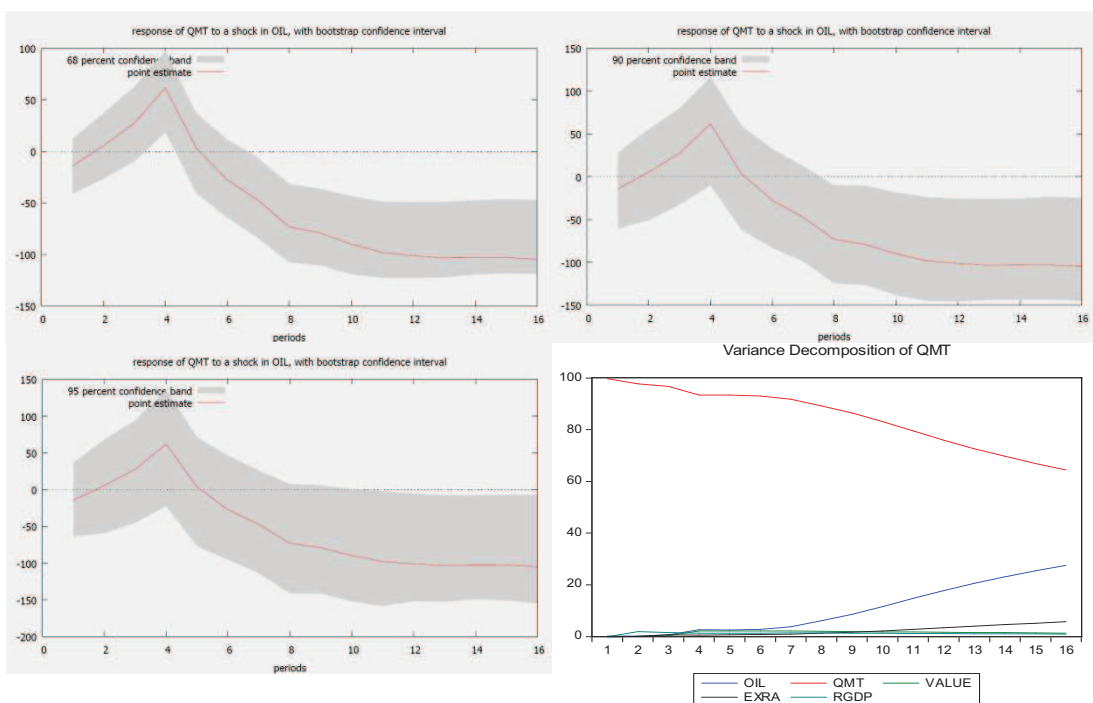 response of QMT to a shock in OIL, with bootstrap confidence interval
100
68 percent confidence band
point estimate
50
0
-50
-100
-150
0 2 4 6 8 10 12 14 16
periods
response of QMT to a shock in OIL, with bootstrap confidence interval
150
90 percent confidence band
point estimate
100
50
0
-50
-100
-150
0 2 4 6 8 10 12 14 16
periods
response of QMT to a shock in OIL, with bootstrap confidence interval
150
95 percent confidence band
point estimate
100
50
0
-50
-100
-150
-200
0 2 4 6 8 10 12 14 16
periods
Variance Decomposition of QMT
100
80
60
40
20
0
1 2 3 4 5 6 7 8 9 10 11 12 13 14 15 16
OIL QMT VALUE
EXRA RGDP